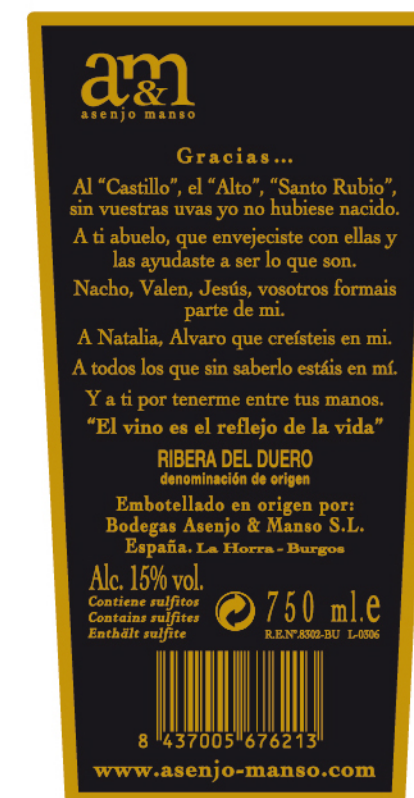 a&m
asenjo manso
Gracias...
Al “Castillo”, el “Alto”, “Santo Rubio”,
sin vuestras uvas yo no hubiese nacido.
A ti abuelo, que envejeciste con ellas y
las ayudaste a ser lo que son.
Nacho, Valen, Jesús, vosotros formais
parte de mi.
A Natalia, Alvaro que creísteis en mi.
A todos los que sin saberlo estáis en mí.
Y a ti por tenerme entre tus manos.
“El vino es el reflejo de la vida”
RIBERA DEL DUERO
denominación de origen
Embotellado en origen por:
Bodegas Asenjo & Manso S.L.
España. La Horra - Burgos
Alc. 15% vol.
Contiene sulfitos
Contains sulfites
Enthält sulfite
750 ml.e
R.E.Nº.8302-BU L-0306
8 437005 676213
www.asenjo-manso.com